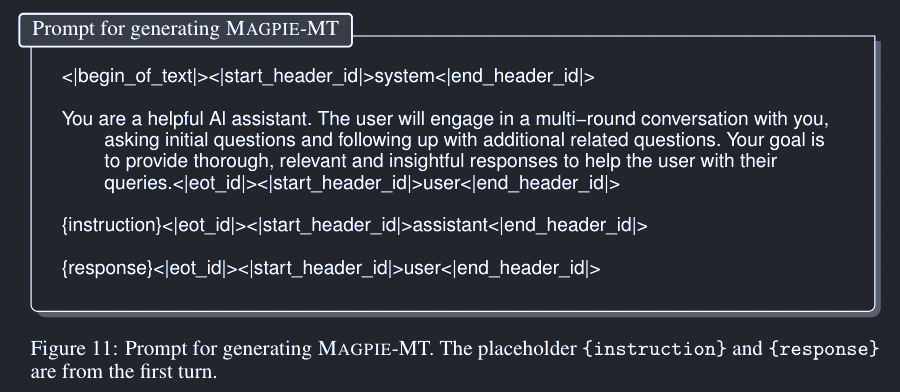 Prompt for generating MAGPIE-MT
<|begin_of_text|><|start_header_id|>system<|end_header_id|>
You are a helpful AI assistant. The user will engage in a multi−round conversation with you,
asking initial questions and following up with additional related questions. Your goal is
to provide thorough, relevant and insightful responses to help the user with their
queries.<|eot_id|><|start_header_id|>user<|end_header_id|>
{instruction}<|eot_id|><|start_header_id|>assistant<|end_header_id|>
{response}<|eot_id|><|start_header_id|>user<|end_header_id|>
Figure 11: Prompt for generating MAGPIE-MT. The placeholder {instruction} and {response}
are from the first turn.